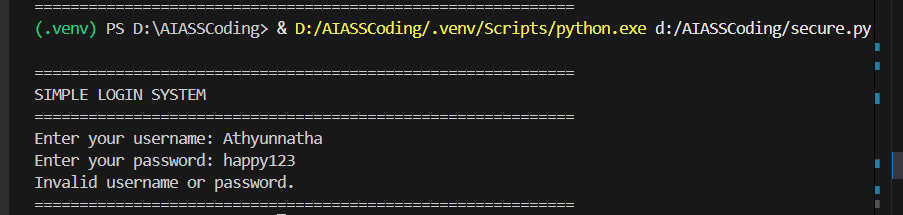 ============================================================
(.venv) PS D:\AIASSCoding> & D:/AIASSCoding/.venv/Scripts/python.exe d:/AIASSCoding/secure.py
============================================================
SIMPLE LOGIN SYSTEM
============================================================
Enter your username: Athyunnatha
Enter your password: happy123
Invalid username or password.
============================================================